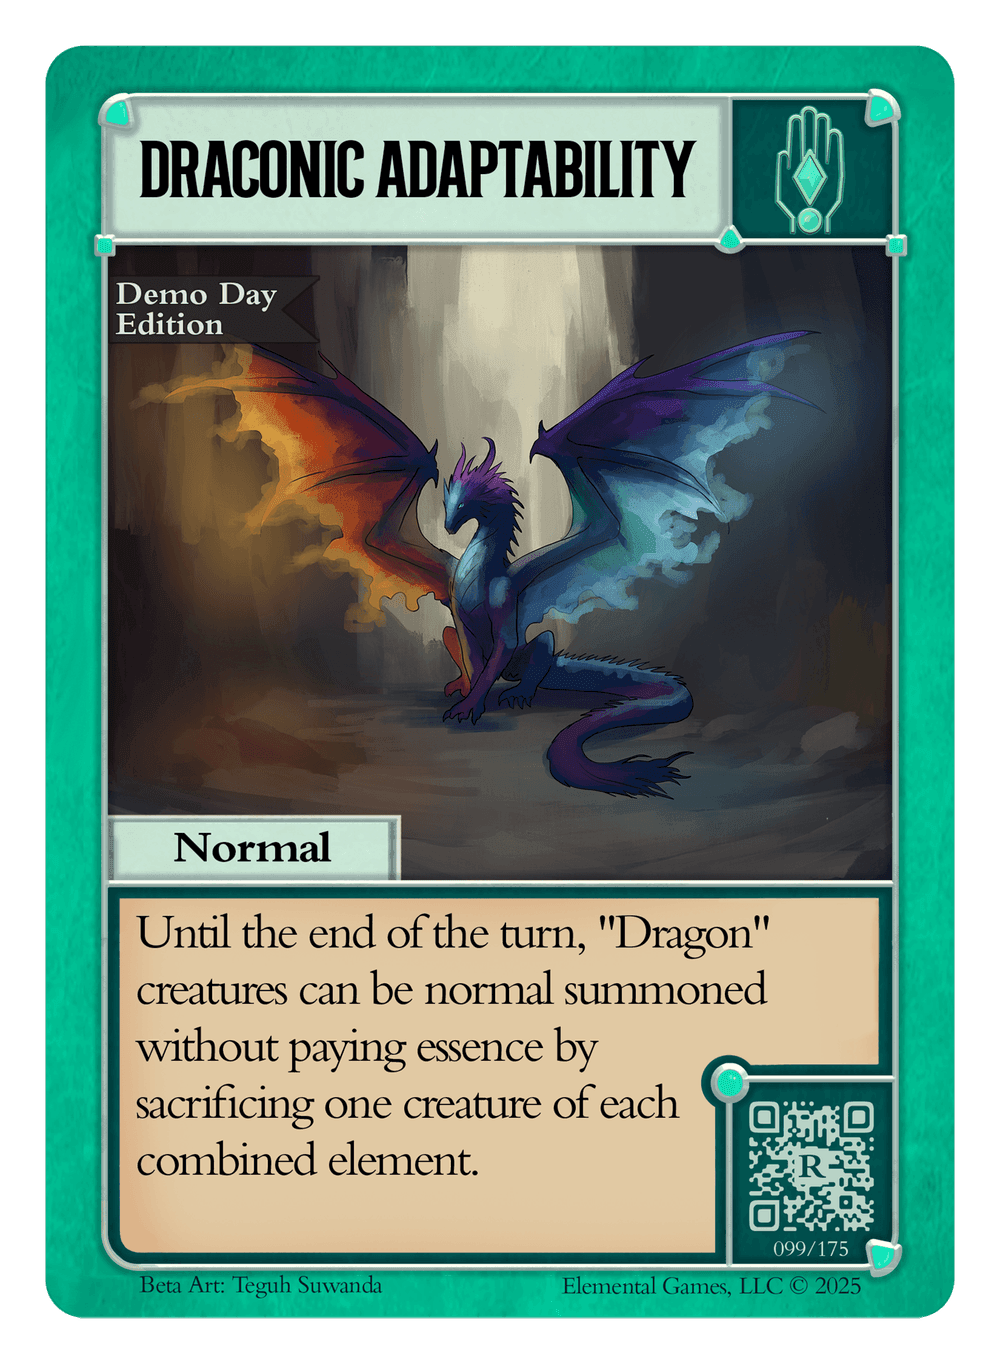 DRACONIC ADAPTABILITY
Demo Day
Edition
Normal
Until the end of the turn, "Dragon"
creatures can be normal summoned
without paying essence by
sacrificing one creature of each
combined element.
R
099/175
Beta Art: Teguh Suwanda
Elemental Games, LLC © 2025